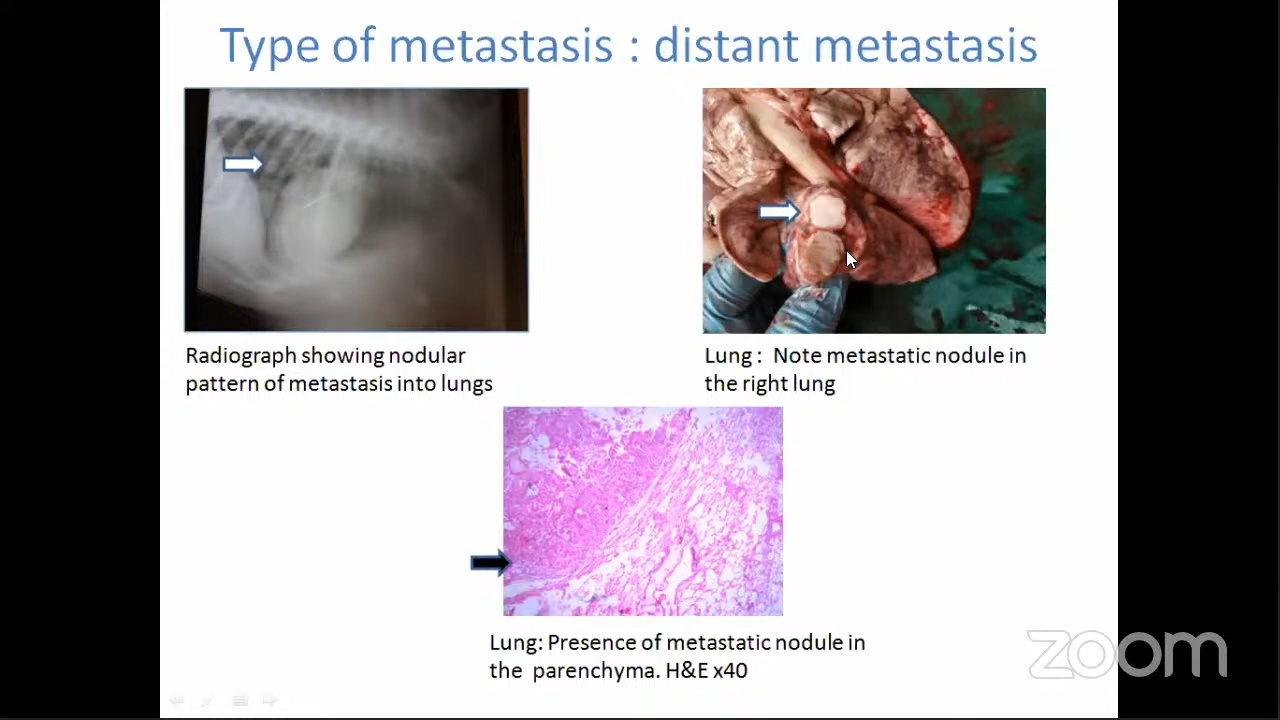 Type of metastasis : distant metastasis
Radiograph showing nodular
pattern of metastasis into lungs
Lung :  Note metastatic nodule in
the right lung
Lung: Presence of metastatic nodule in
the  parenchyma. H&E x40
zoom